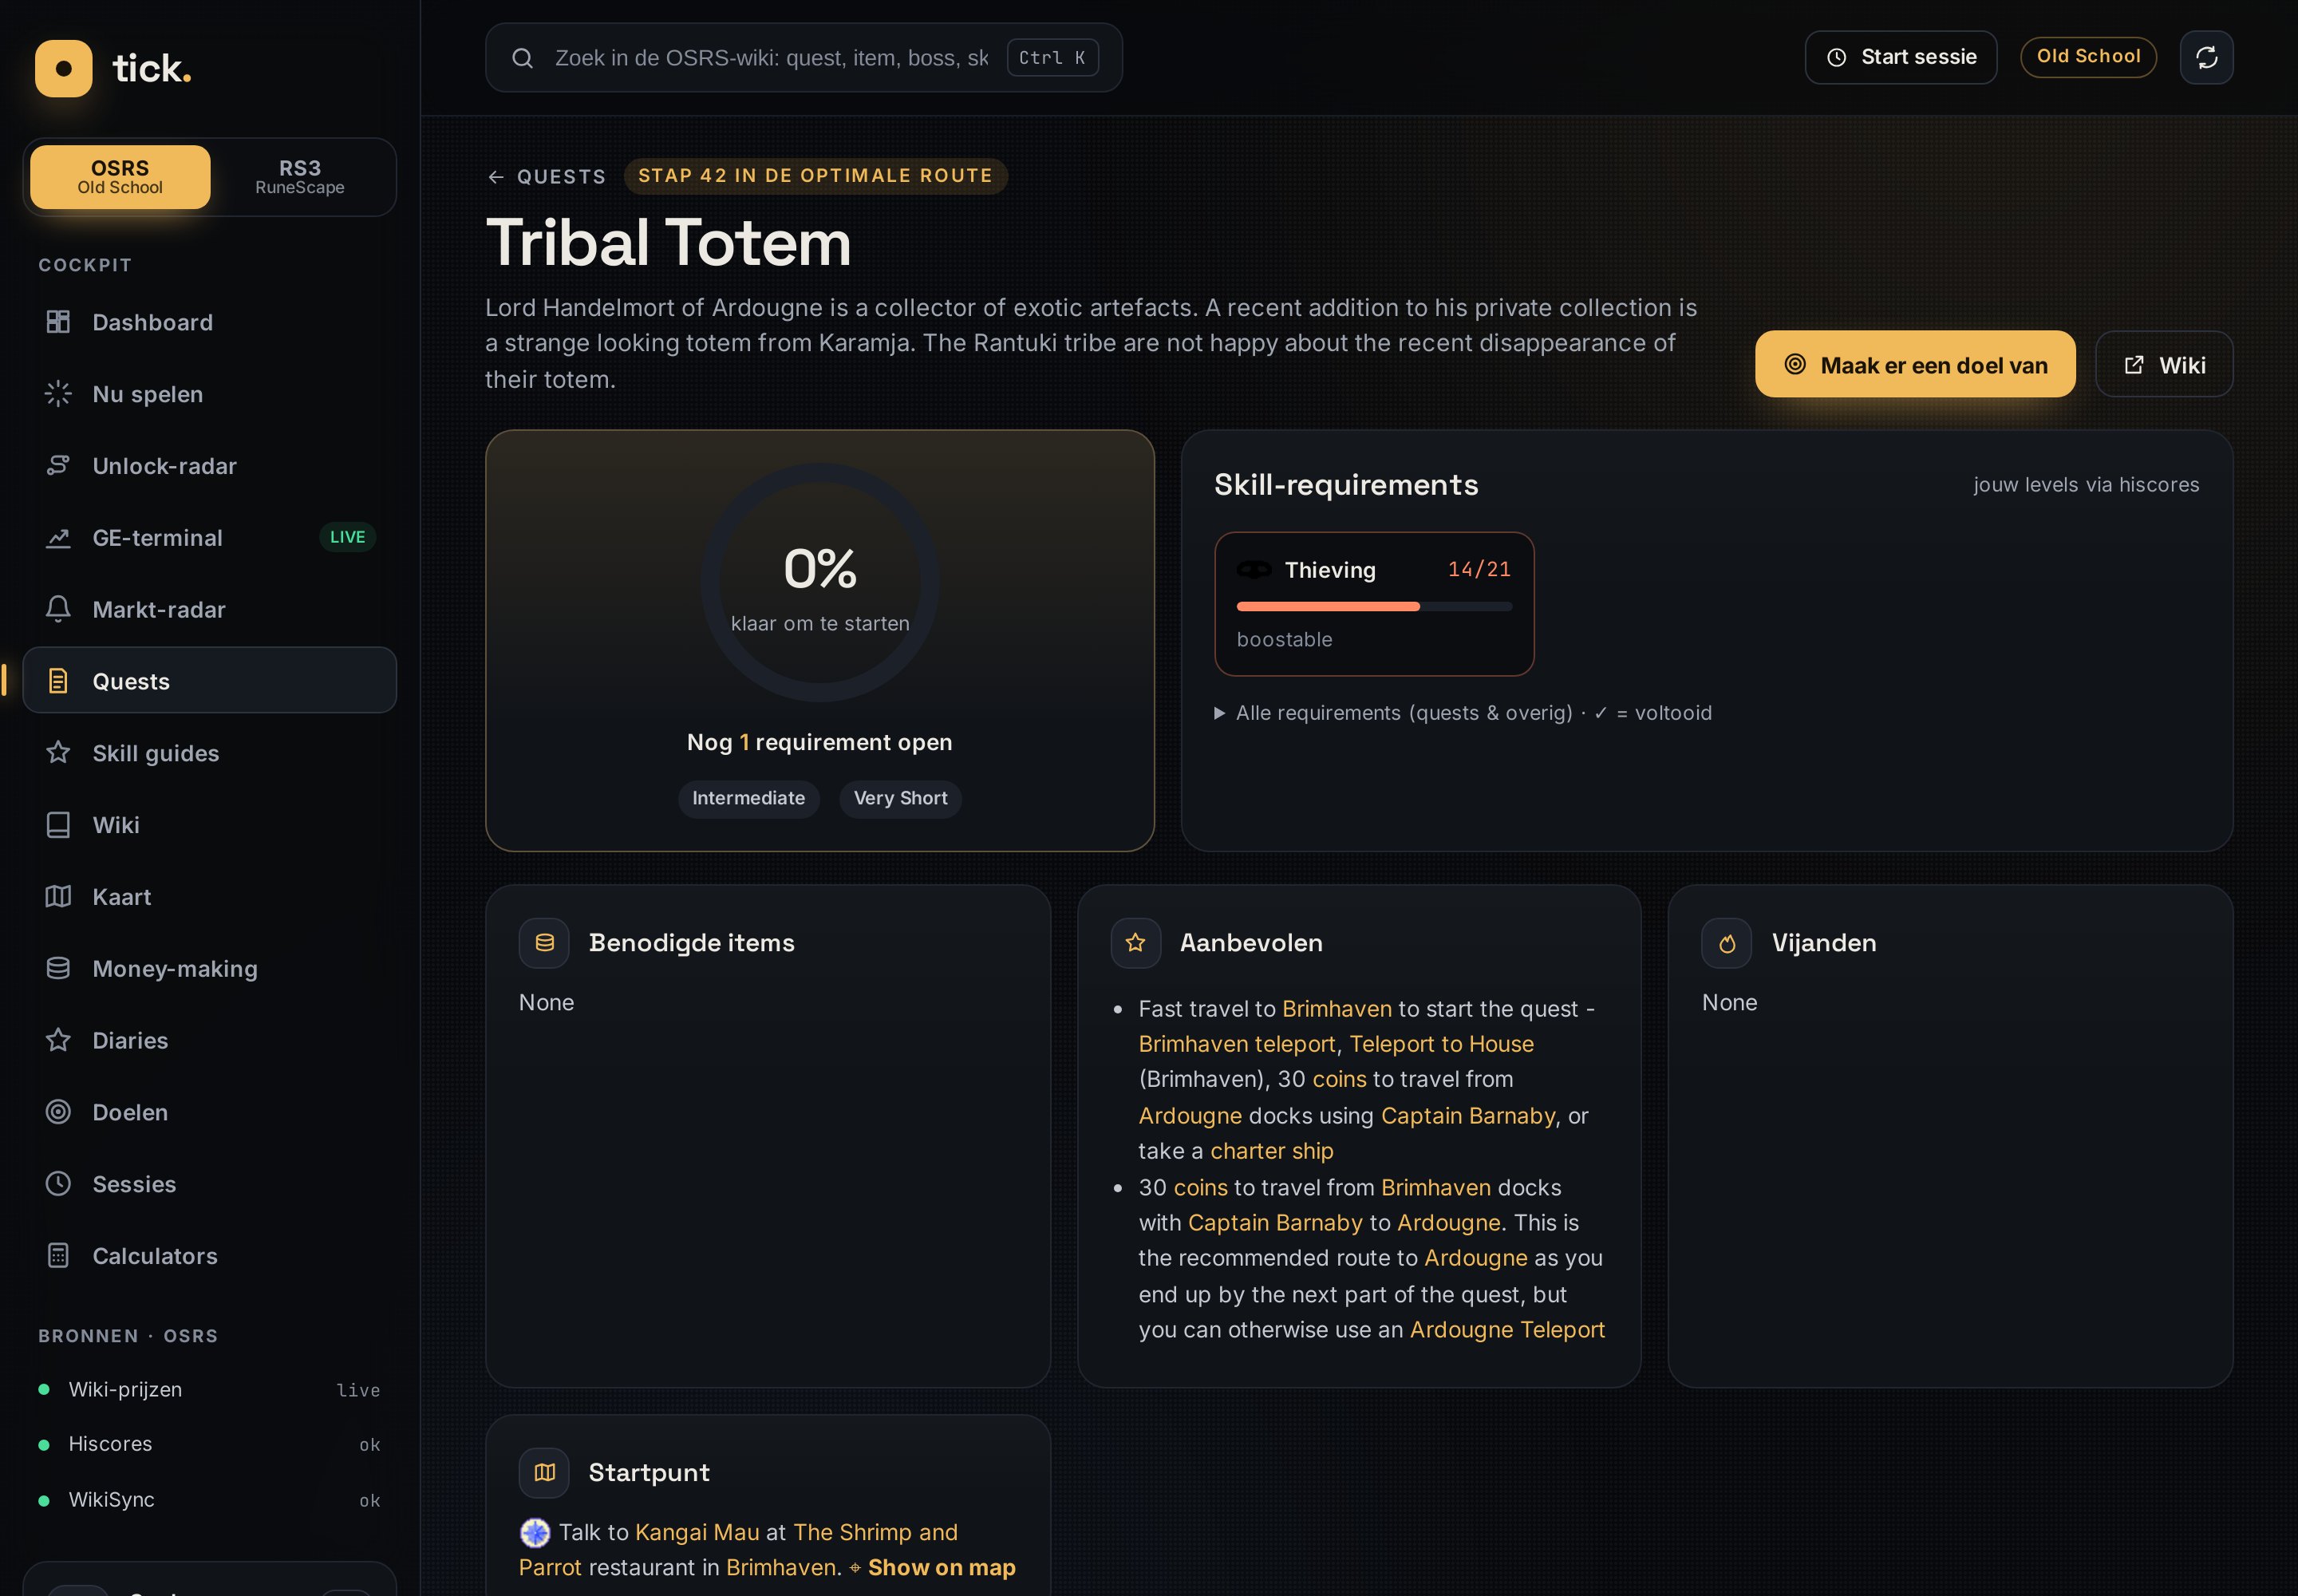 tick.
OSRS
Old School
RS3
RuneScape
COCKPIT
Dashboard
Nu spelen
Unlock-radar
GE-terminal
LIVE
Markt-radar
Quests
Skill guides
Wiki
Kaart
Money-making
Diaries
Doelen
Sessies
Calculators
BRONNEN · OSRS
Wiki-prijzen live
Hiscores ok
WikiSync ok
Zoek in de OSRS-wiki: quest, item, boss, sk
Ctrl K
Start sessie
Old School
← QUESTS
STAP 42 IN DE OPTIMALE ROUTE
Tribal Totem
Lord Handelmort of Ardougne is a collector of exotic artefacts. A recent addition to his private collection is
a strange looking totem from Karamja. The Rantuki tribe are not happy about the recent disappearance of
their totem.
Maak er een doel van
Wiki
0%
klaar om te starten
Nog 1 requirement open
Intermediate
Very Short
Skill-requirements
jouw levels via hiscores
Thieving 14/21
boostable
▶ Alle requirements (quests & overig) · ✓ = voltooid
Benodigde items
None
Aanbevolen
• Fast travel to Brimhaven to start the quest -
Brimhaven teleport, Teleport to House
(Brimhaven), 30 coins to travel from
Ardougne docks using Captain Barnaby, or
take a charter ship
• 30 coins to travel from Brimhaven docks
with Captain Barnaby to Ardougne. This is
the recommended route to Ardougne as you
end up by the next part of the quest, but
you can otherwise use an Ardougne Teleport
Vijanden
None
Startpunt
Talk to Kangai Mau at The Shrimp and
Parrot restaurant in Brimhaven. ⌖ Show on map